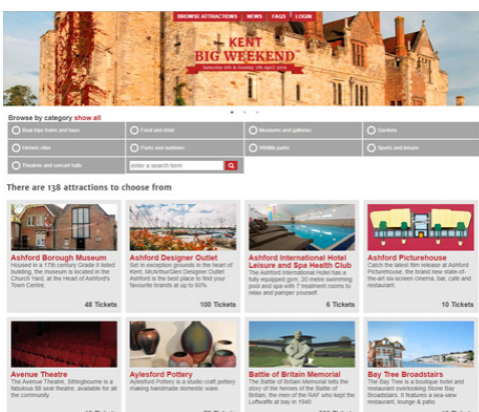 BROWSE ATTRACTIONS | NEWS | FAQS | LOGIN
KENT
BIG WEEKEND
Saturday 6th & Sunday 7th April 2019
Browse by category show all
Boat trips trains and tours
Food and drink
Museums and galleries
Gardens
Historic sites
Parks and outdoors
Wildlife parks
Sports and leisure
Theatres and concert halls
enter a search term
There are 138 attractions to choose from
Ashford Borough Museum
Housed in a 17th century Grade II listed
building, the museum is located in the
Church Yard, at the Heart of Ashford's
Town Centre.
48 Tickets
Ashford Designer Outlet
Set in exception grounds in the heart of
Kent, McArthurGlen Designer Outlet
Ashford is the best place to find your
favourite brands at up to 60%
100 Tickets
Ashford International Hotel
Leisure and Spa Health Club
The Ashford International Hotel has a
fully equipped gym, 20 metre swimming
pool and spa with 7 treatment rooms to
relax and pamper yourself.
6 Tickets
Ashford Picturehouse
Catch the latest film release at Ashford
Picturehouse, the brand new state-of-
the-art six-screen cinema, bar, cafe and
restaurant.
10 Tickets
Avenue Theatre
The Avenue Theatre, Sittingbourne is a
fabulous 88 seat theatre, available for all
the community.
Aylesford Pottery
Aylesford Pottery is a studio craft pottery
making handmade domestic ware.
Battle of Britain Memorial
The Battle of Britain Memorial tells the
story of the heroes of the Battle of
Britain, the men of the RAF who kept the
Luftwaffe at bay in 1940
Bay Tree Broadstairs
The Bay Tree is a boutique hotel and
restaurant overlooking Stone Bay
Broadstairs. It features a sea-view
restaurant, lounge & patio